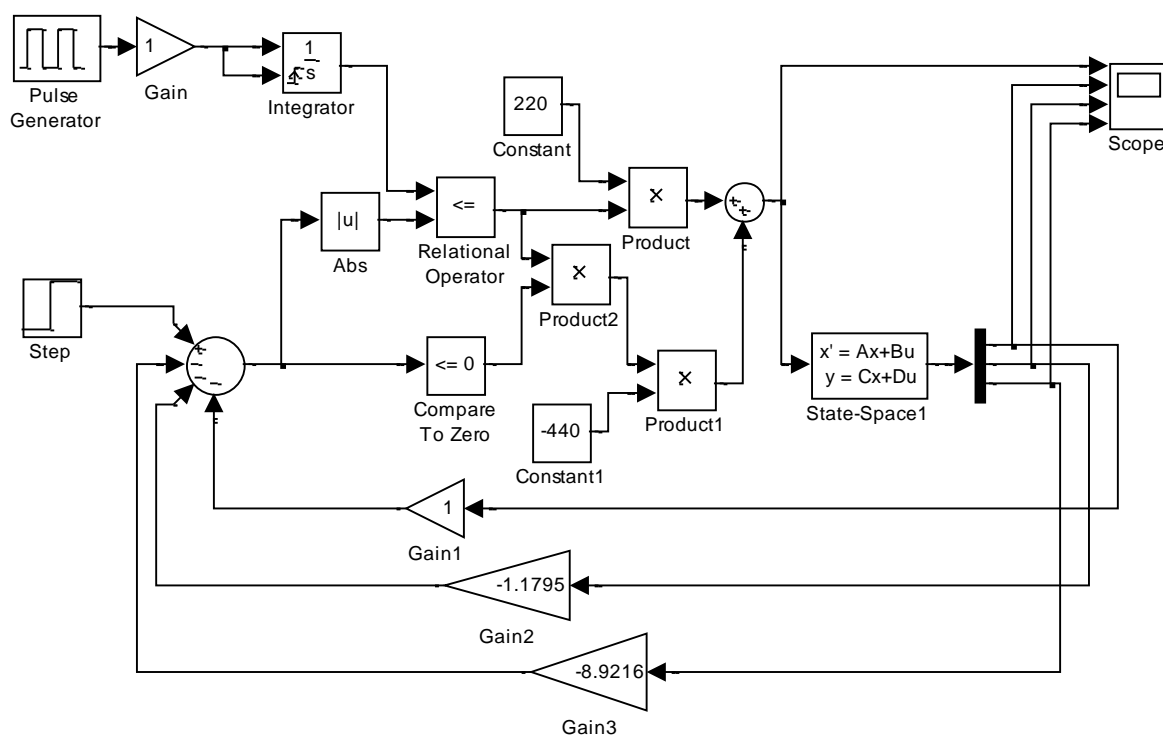 1
Pulse
Generator
Gain
1
s
Integrator
220
Constant
Scope
|u|
Abs
<=
Relational
Operator
×
Product
+
+
×
Product2
Step
+
−
−
−
<= 0
Compare
To Zero
×
Product1
-440
Constant1
x' = Ax+Bu
y = Cx+Du
State-Space1
1
Gain1
-1.1795
Gain2
-8.9216
Gain3